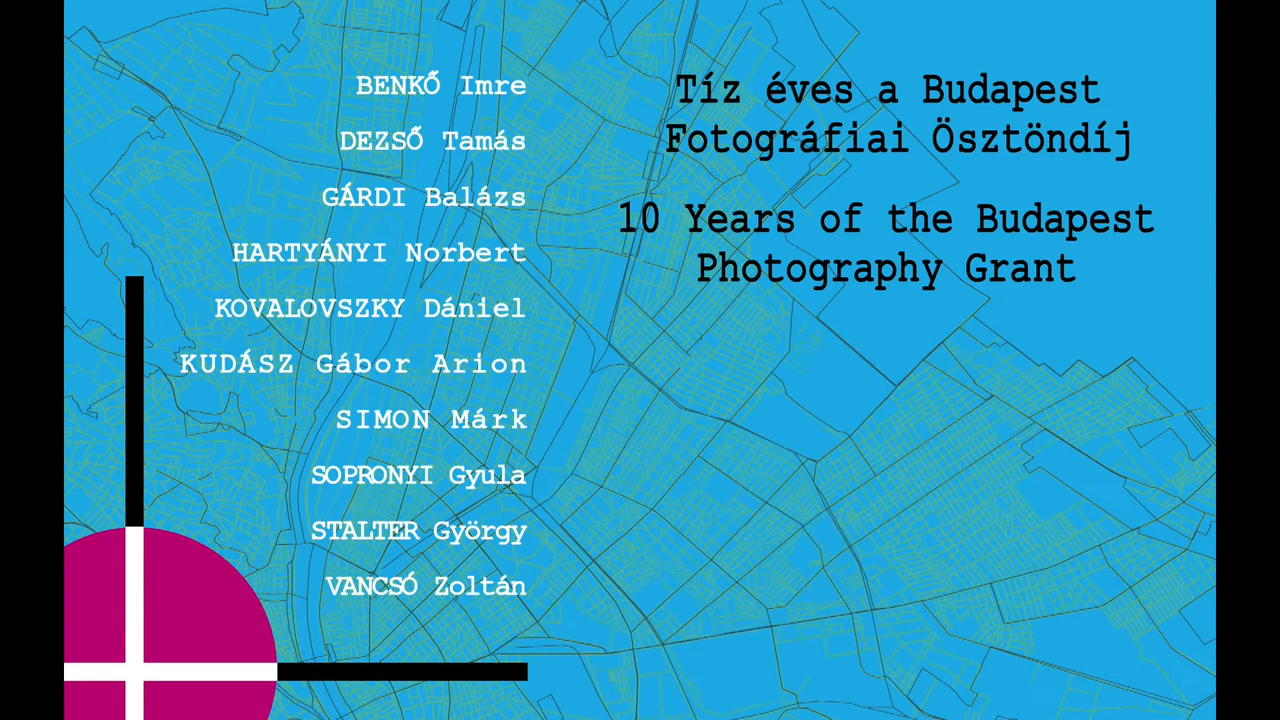 BENKŐ Imre
DEZSŐ Tamás
GÁRDI Balázs
HARTYÁNYI Norbert
KOVALOVSZKY Dániel
KUDÁSZ Gábor Arion
SIMON Márk
SOPRONYI Gyula
STALTER György
VANCSÓ Zoltán
Tíz éves a Budapest
Fotográfiai Ösztöndíj
10 Years of the Budapest
Photography Grant